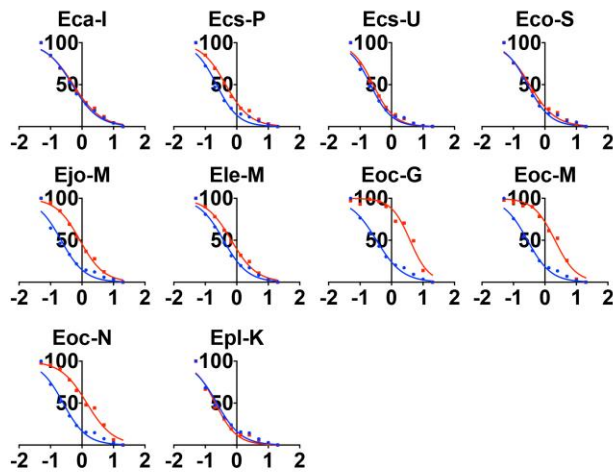 Eca-I Ecs-P Ecs-U Eco-S
100 100 100 100
50 50 50 50
-2 -1 0 1 2 -2 -1 0 1 2 -2 -1 0 1 2 -2 -1 0 1 2
Ejo-M Ele-M Eoc-G Eoc-M
100 100 100 100
50 50 50 50
-2 -1 0 1 2 -2 -1 0 1 2 -2 -1 0 1 2 -2 -1 0 1 2
Eoc-N Epl-K
100 100
50 50
-2 -1 0 1 2 -2 -1 0 1 2